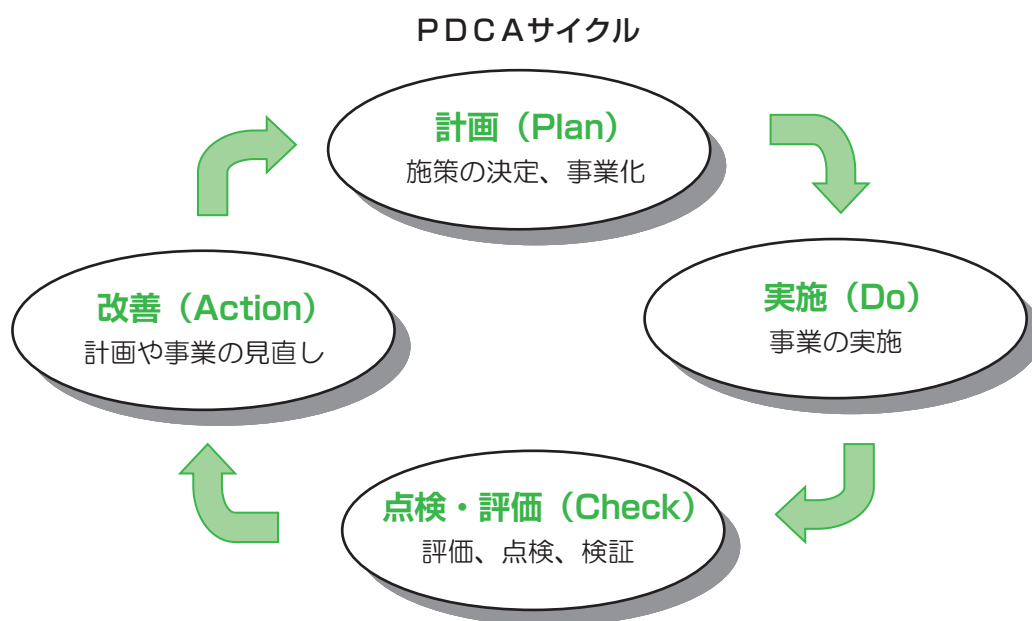 ＰＤＣＡサイクル
計画（Plan）
施策の決定、事業化
実施（Do）
事業の実施
点検・評価（Check）
評価、点検、検証
改善（Action）
計画や事業の見直し